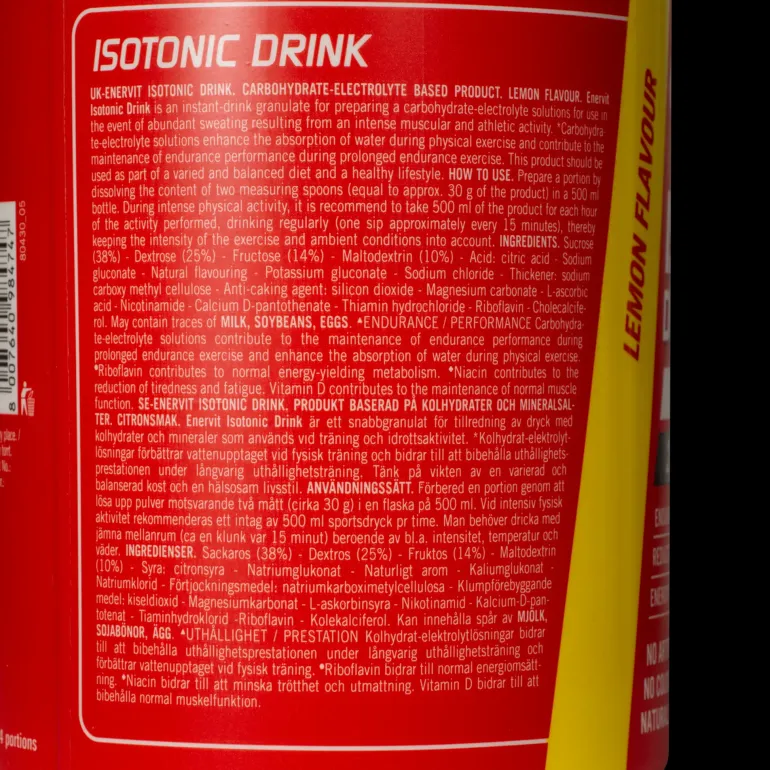 ISOTONIC DRINK
UK-ENERVIT ISOTONIC DRINK. CARBOHYDRATE-ELECTROLYTE BASED PRODUCT. LEMON FLAVOUR. Enervit
Isotonic Drink is an instant-drink granulate for preparing a carbohydrate-electrolyte solutions for use in
the event of abundant sweating resulting from an intense muscular and athletic activity. *Carbohydra-
te-electrolyte solutions enhance the absorption of water during physical exercise and contribute to the
maintenance of endurance performance during prolonged endurance exercise. This product should be
used as part of a varied and balanced diet and a healthy lifestyle. HOW TO USE. Prepare a portion by
dissolving the content of two measuring spoons (equal to approx. 30 g of the product) in a 500 ml
bottle. During intense physical activity, it is recommend to take 500 ml of the product for each hour
of the activity performed, drinking regularly (one sip approximately every 15 minutes), thereby
keeping the intensity of the exercise and ambient conditions into account. INGREDIENTS. Sucrose
(38%) - Dextrose (25%) - Fructose (14%) - Maltodextrin (10%) - Acid: citric acid - Sodium
gluconate - Natural flavouring - Potassium gluconate - Sodium chloride - Thickener: sodium
carboxy methyl cellulose - Anti-caking agent: silicon dioxide - Magnesium carbonate - L-ascorbic
acid - Nicotinamide - Calcium D-pantothenate - Thiamin hydrochloride - Riboflavin - Cholecalcife-
rol. May contain traces of MILK, SOYBEANS, EGGS. ▲ENDURANCE / PERFORMANCE Carbohydra-
te-electrolyte solutions contribute to the maintenance of endurance performance during
prolonged endurance exercise and enhance the absorption of water during physical exercise.
●Riboflavin contributes to normal energy-yielding metabolism. ♦Niacin contributes to the
reduction of tiredness and fatigue. Vitamin D contributes to the maintenance of normal muscle
function. SE-ENERVIT ISOTONIC DRINK. PRODUKT BASERAD PÅ KOLHYDRATER OCH MINERALSAL-
TER. CITRONSMAK. Enervit Isotonic Drink är ett snabbgranulat för tillredning av dryck med
kolhydrater och mineraler som används vid träning och idrottsaktivitet. *Kolhydrat-elektrolyt-
lösningar förbättrar vattenupptaget vid fysisk träning och bidrar till att bibehålla uthållighets-
prestationen under långvarig uthållighetsträning. Tänk på vikten av en varierad och
balanserad kost och en hälsosam livsstil. ANVÄNDNINGSSÄTT. Förbered en portion genom att
lösa upp pulver motsvarande två mått (cirka 30 g) i en flaska på 500 ml. Vid intensiv fysisk
aktivitet rekommenderas ett intag av 500 ml sportsdryck pr time. Man behöver dricka med
jämna mellanrum (ca en klunk var 15 minut) beroende av bl.a. intensitet, temperatur och
väder. INGREDIENSER. Sackaros (38%) - Dextros (25%) - Fruktos (14%) - Maltodextrin
(10%) - Syra: citronsyra - Natriumglukonat - Naturligt arom - Kaliumglukonat -
Natriumklorid - Förtjockningsmedel: natriumkarboximetylcellulosa - Klumpförebyggande
medel: kiseldioxid - Magnesiumkarbonat - L-askorbinsyra - Nikotinamid - Kalcium-D-pan-
totenat - Tiaminhydroklorid -Riboflavin - Kolekalciferol. Kan innehålla spår av MJÖLK,
SOJABÖNOR, ÄGG. ▲UTHÅLLIGHET / PRESTATION Kolhydrat-elektrolytlösningar bidrar
till att bibehålla uthållighetsprestationen under långvarig uthållighetsträning och
förbättrar vattenupptaget vid fysisk träning. ●Riboflavin bidrar till normal energiomsätt-
ning. ♦Niacin bidrar till att minska trötthet och utmattning. Vitamin D bidrar till att
bibehålla normal muskelfunktion.
LEMON FLAVOUR
80430_05
8 007640 984747
portions
NO
NO